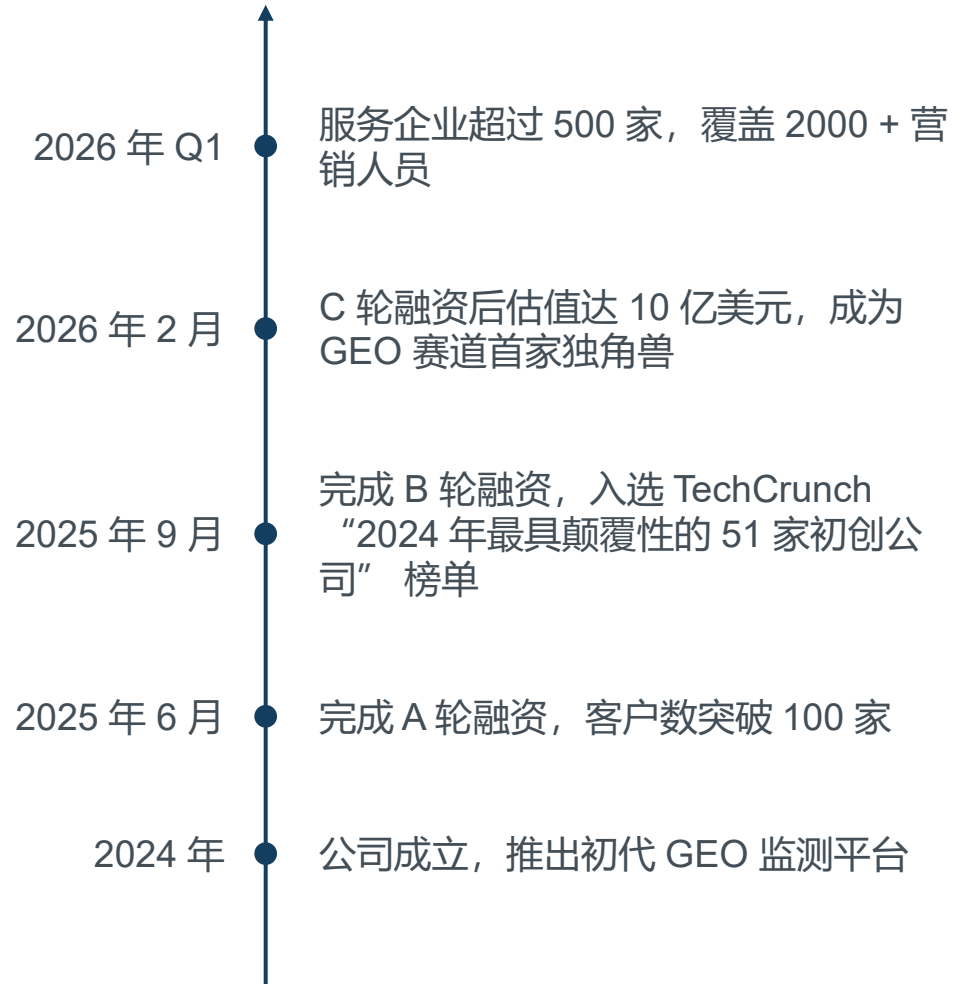 2026 年 Q1
服务企业超过 500 家，覆盖 2000 + 营
销人员
2026 年 2 月
C 轮融资后估值达 10 亿美元，成为
GEO 赛道首家独角兽
2025 年 9 月
完成 B 轮融资，入选 TechCrunch
“2024 年最具颠覆性的 51 家初创公
司” 榜单
2025 年 6 月
完成 A 轮融资，客户数突破 100 家
2024 年
公司成立，推出初代 GEO 监测平台